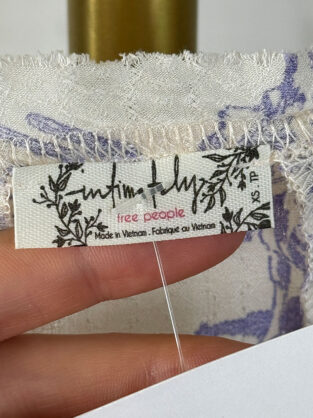 intimately
free people
Made in Vietnam . Fabriqué au Vietnam
XS TP